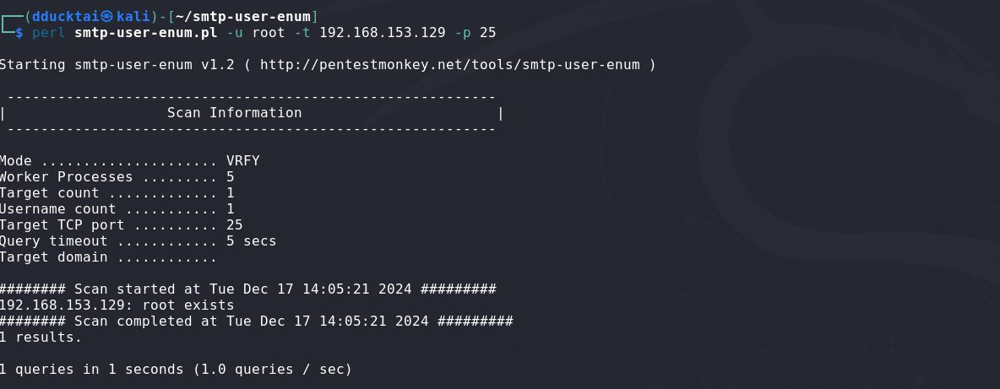 ┌──(dducktai㉿kali)-[~/smtp-user-enum]
└─$ perl smtp-user-enum.pl -u root -t 192.168.153.129 -p 25
Starting smtp-user-enum v1.2 ( http://pentestmonkey.net/tools/smtp-user-enum )
 ----------------------------------------------------------
|                   Scan Information                       |
 ----------------------------------------------------------
Mode ..................... VRFY
Worker Processes ......... 5
Target count ............. 1
Username count ........... 1
Target TCP port .......... 25
Query timeout ............ 5 secs
Target domain ............
######## Scan started at Tue Dec 17 14:05:21 2024 #########
192.168.153.129: root exists
######## Scan completed at Tue Dec 17 14:05:21 2024 #########
1 results.
1 queries in 1 seconds (1.0 queries / sec)